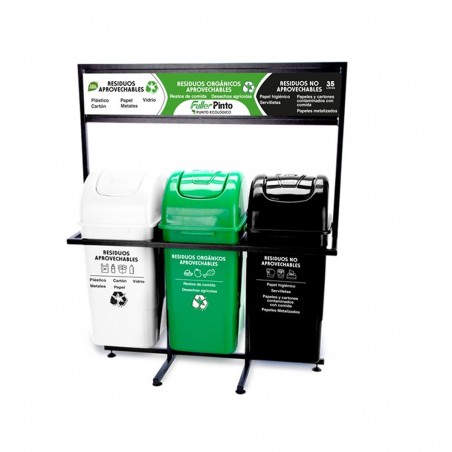 RESIDUOS
APROVECHABLES
Plástico Papel Vidrio
Cartón Metales
RESIDUOS ORGÁNICOS
APROVECHABLES
Restos de comida Desechos agrícolas
Fuller Pinto
PUNTO ECOLÓGICO
RESIDUOS NO
APROVECHABLES
35
Papel higiénico
Servilletas
Papeles y cartones
contaminados con
comida
Papeles metalizados
RESIDUOS
APROVECHABLES
Plástico Cartón Vidrio
Metales Papel
RESIDUOS ORGÁNICOS
APROVECHABLES
Restos de comida
Desechos agrícolas
RESIDUOS NO
APROVECHABLES
Papel higiénico
Servilletas
Papeles y cartones
contaminados con
comida
Papeles Metalizados